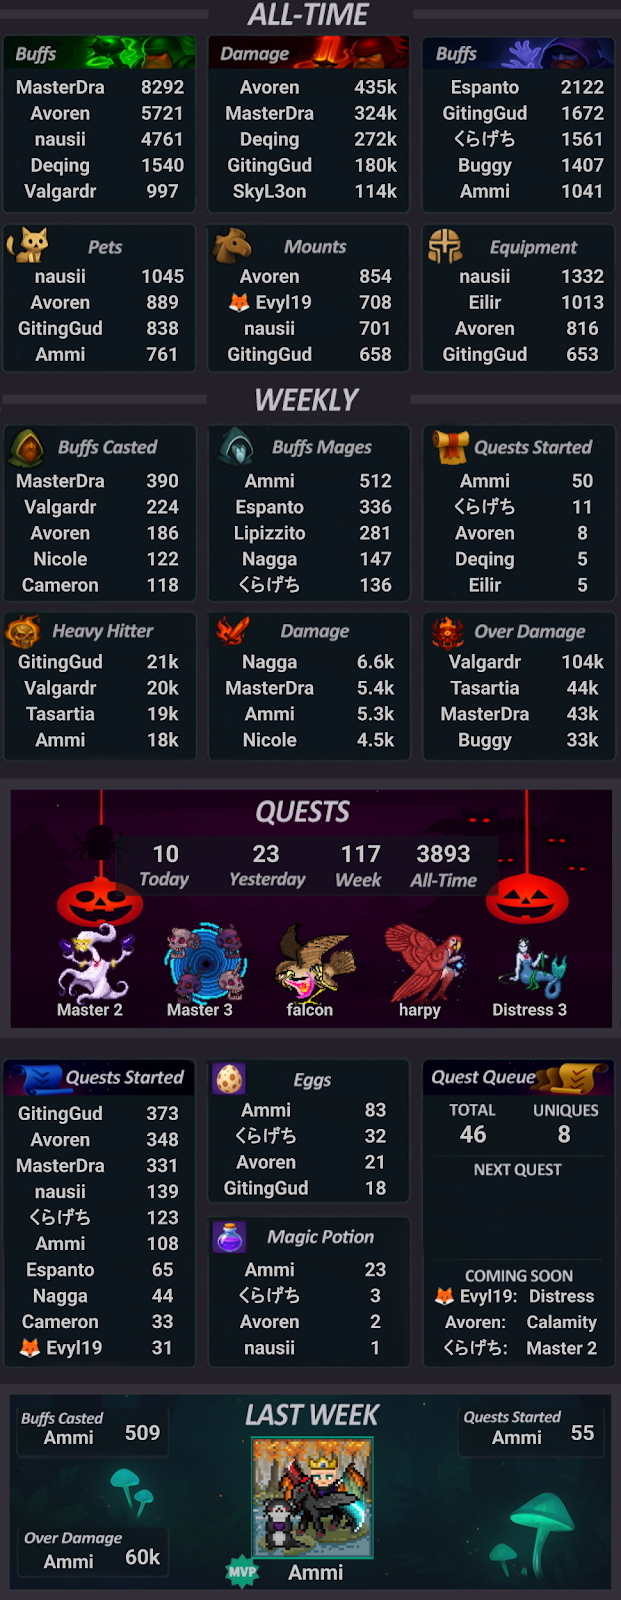 ALL-TIME
Buffs
MasterDra 8292
Avoren 5721
nausii 4761
Deqing 1540
Valgardr 997
Damage
Avoren 435k
MasterDra 324k
Deqing 272k
GitingGud 180k
SkyL3on 114k
Buffs
Espanto 2122
GitingGud 1672
くらげち 1561
Buggy 1407
Ammi 1041
Pets
nausii 1045
Avoren 889
GitingGud 838
Ammi 761
Mounts
Avoren 854
🦊 Evyl19 708
nausii 701
GitingGud 658
Equipment
nausii 1332
Eilir 1013
Avoren 816
GitingGud 653
WEEKLY
Buffs Casted
MasterDra 390
Valgardr 224
Avoren 186
Nicole 122
Cameron 118
Buffs Mages
Ammi 512
Espanto 336
Lipizzito 281
Nagga 147
くらげち 136
Quests Started
Ammi 50
くらげち 11
Avoren 8
Deqing 5
Eilir 5
Heavy Hitter
GitingGud 21k
Valgardr 20k
Tasartia 19k
Ammi 18k
Damage
Nagga 6.6k
MasterDra 5.4k
Ammi 5.3k
Nicole 4.5k
Over Damage
Valgardr 104k
Tasartia 44k
MasterDra 43k
Buggy 33k
QUESTS
10 23 117 3893
Today Yesterday Week All-Time
Master 2 Master 3 falcon harpy Distress 3
Quests Started
GitingGud 373
Avoren 348
MasterDra 331
nausii 139
くらげち 123
Ammi 108
Espanto 65
Nagga 44
Cameron 33
🦊 Evyl19 31
Eggs
Ammi 83
くらげち 32
Avoren 21
GitingGud 18
Magic Potion
Ammi 23
くらげち 3
Avoren 2
nausii 1
Quest Queue
TOTAL UNIQUES
46 8
NEXT QUEST
COMING SOON
🦊 Evyl19: Distress
Avoren: Calamity
くらげち: Master 2
LAST WEEK
Buffs Casted
Ammi 509
Quests Started
Ammi 55
Over Damage
Ammi 60k
MVP
Ammi